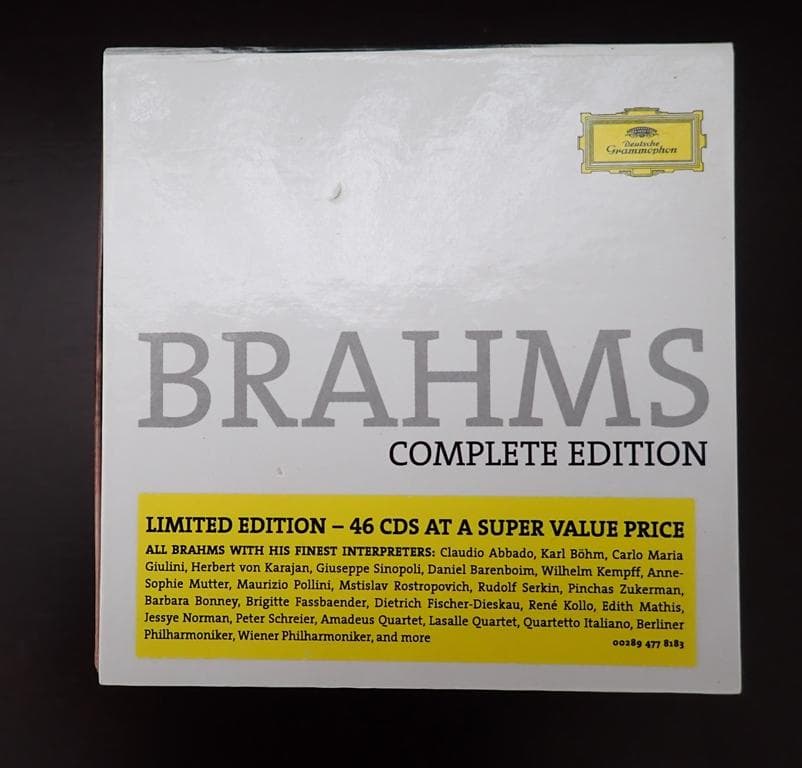 Deutsche
Grammophon
BRAHMS
COMPLETE EDITION
LIMITED EDITION – 46 CDS AT A SUPER VALUE PRICE
ALL BRAHMS WITH HIS FINEST INTERPRETERS: Claudio Abbado, Karl Böhm, Carlo Maria
Giulini, Herbert von Karajan, Giuseppe Sinopoli, Daniel Barenboim, Wilhelm Kempff, Anne-
Sophie Mutter, Maurizio Pollini, Mstislav Rostropovich, Rudolf Serkin, Pinchas Zukerman,
Barbara Bonney, Brigitte Fassbaender, Dietrich Fischer-Dieskau, René Kollo, Edith Mathis,
Jessye Norman, Peter Schreier, Amadeus Quartet, Lasalle Quartet, Quartetto Italiano, Berliner
Philharmoniker, Wiener Philharmoniker, and more
00289 477 8183